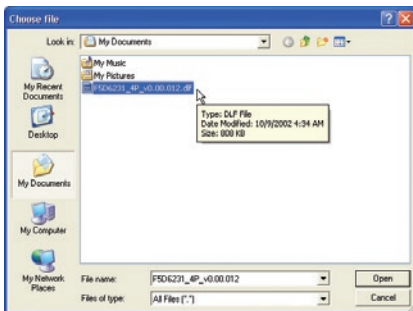 Choose file
Look in: My Documents
My Recent
Documents
Desktop
My Documents
My Computer
My Network
Places
My Music
My Pictures
F5D6231_4P_v0.00.012.dlf
Type: DLF File
Date Modified: 10/9/2002 4:34 AM
Size: 800 KB
File name: F5D6231_4P_v0.00.012
Open
Files of type: All Files (*.*)
Cancel